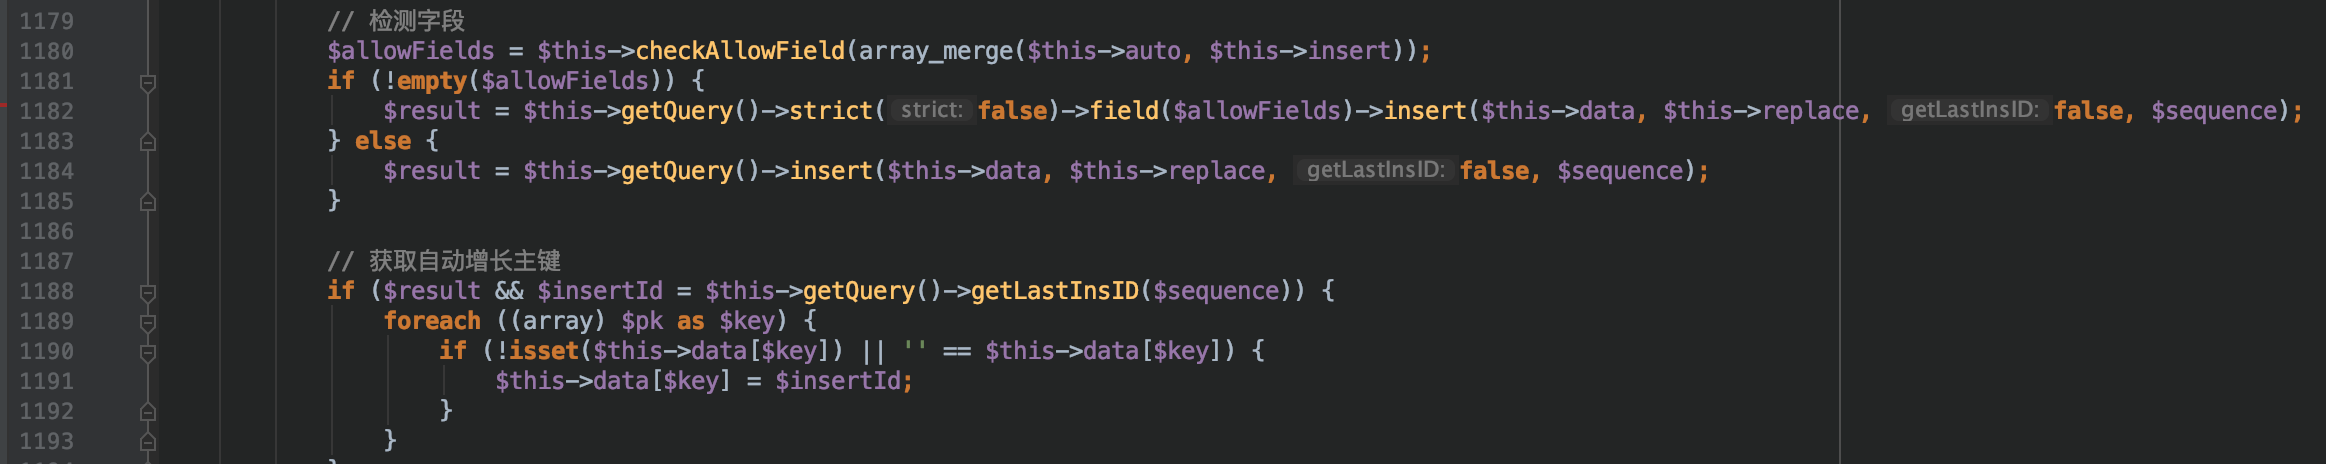 1179 // 检测字段
1180 $allowFields = $this->checkAllowField(array_merge($this->auto, $this->insert));
1181 if (!empty($allowFields)) {
1182 $result = $this->getQuery()->strict( strict: false)->field($allowFields)->insert($this->data, $this->replace, getLastInsID: false, $sequence);
1183 } else {
1184 $result = $this->getQuery()->insert($this->data, $this->replace, getLastInsID: false, $sequence);
1185 }
1186
1187 // 获取自动增长主键
1188 if ($result && $insertId = $this->getQuery()->getLastInsID($sequence)) {
1189 foreach ((array) $pk as $key) {
1190 if (!isset($this->data[$key]) || '' == $this->data[$key]) {
1191 $this->data[$key] = $insertId;
1192 }
1193 }